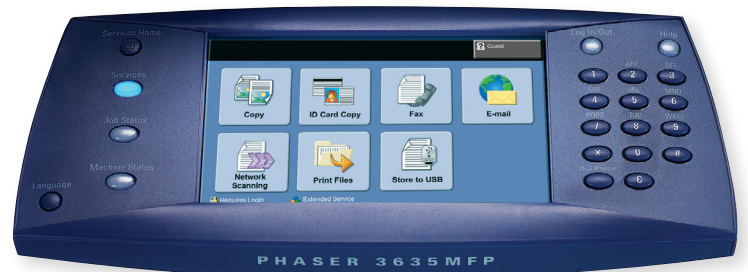 Services Home
Services
Job Status
Machine Status
Language
Guest
Copy
ID Card Copy
Fax
E-mail
Network
Scanning
Print Files
Store to USB
Requires Login
Extended Service
Log In/Out
Help
1
ABC
2
DEF
3
GHI
4
JKL
5
MNO
6
PQRS
7
TUV
8
WXYZ
9
*
0
#
Dial Pause
C
PHASER 3635MFP